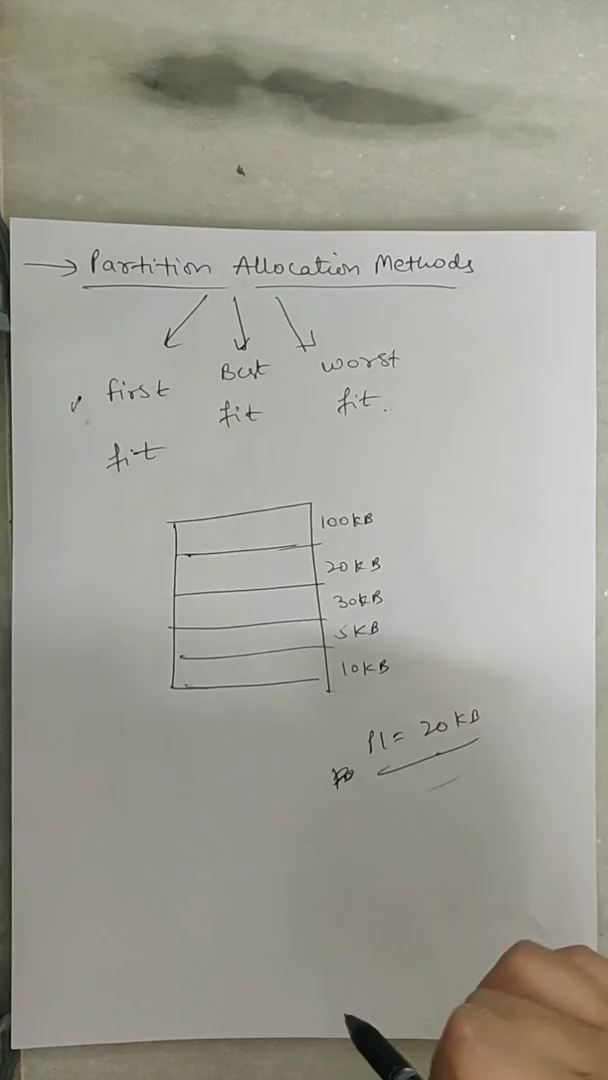 → Partition Allocation Methods
first fit
Best fit
worst fit.
100KB
20KB
30KB
5KB
10KB
P1= 20KB